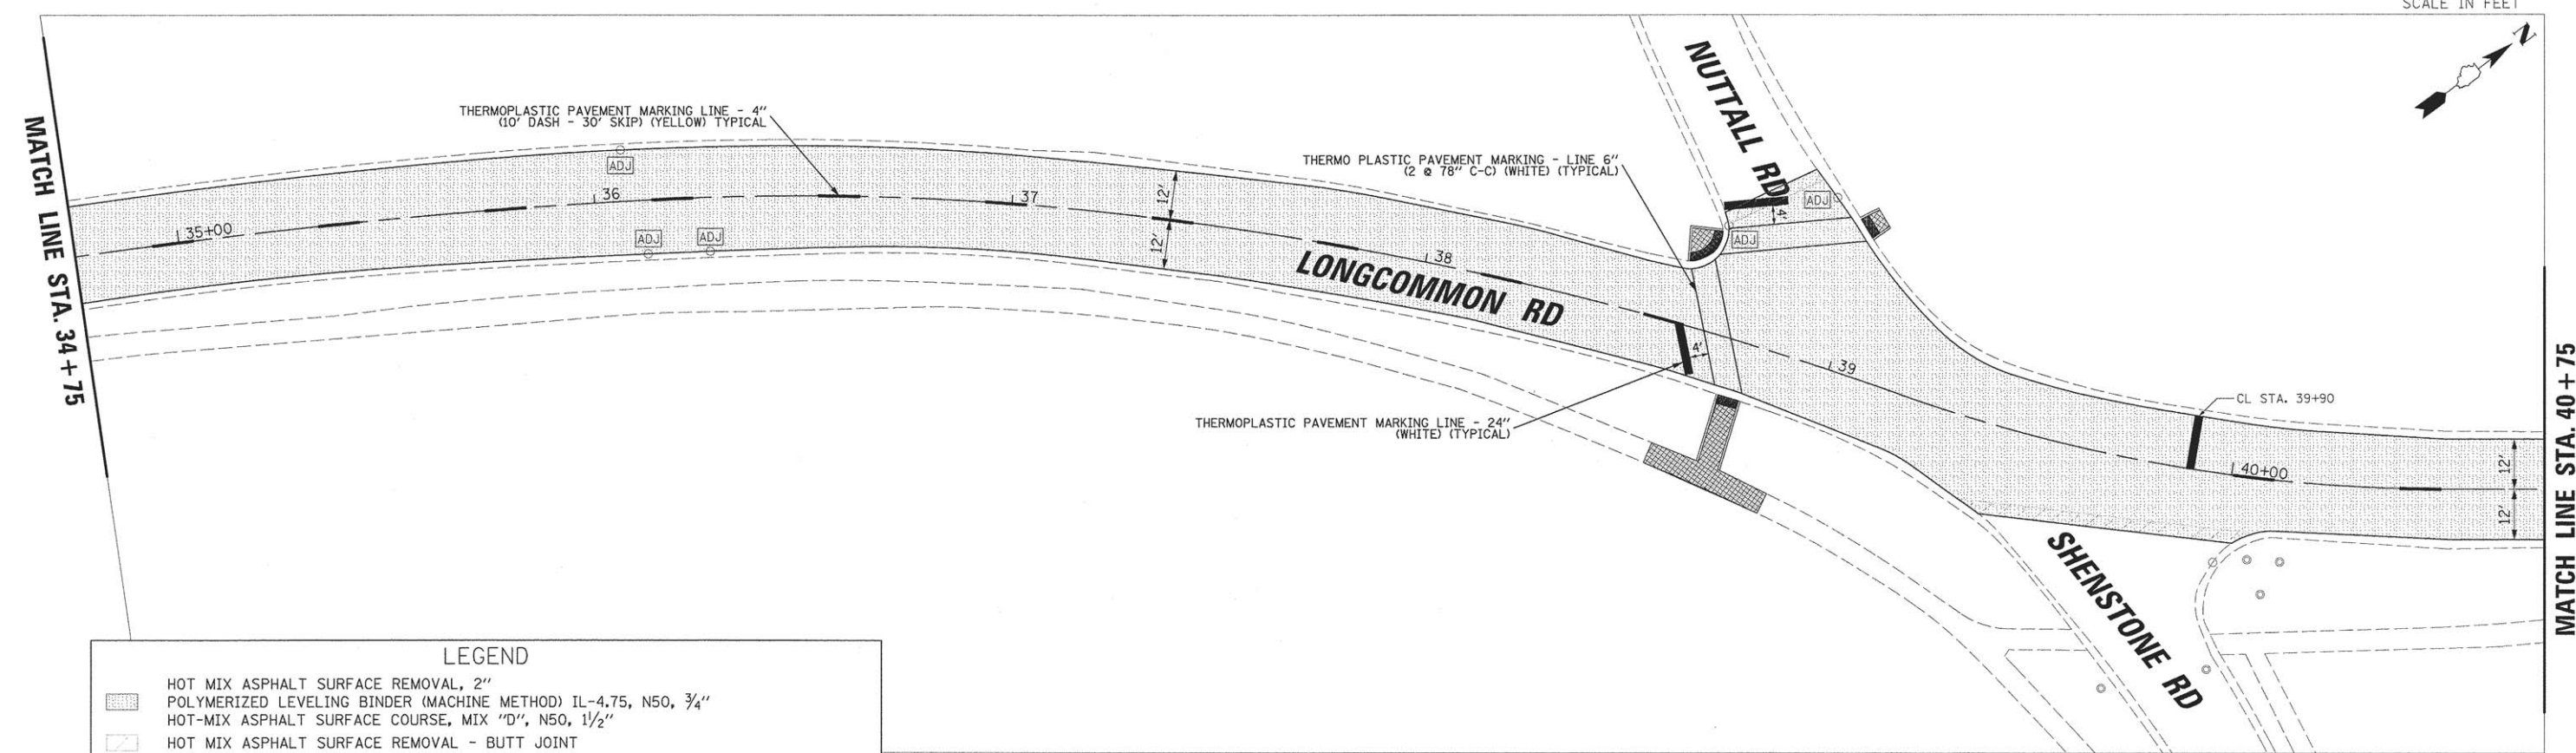 SCALE IN FEET
N
MATCH LINE STA. 34+75
THERMOPLASTIC PAVEMENT MARKING LINE - 4"
(10' DASH - 30' SKIP) (YELLOW) TYPICAL
ADJ
35+00
36
37
12'
12'
ADJ
ADJ
THERMO PLASTIC PAVEMENT MARKING - LINE 6"
(2 @ 78" C-C) (WHITE) (TYPICAL)
NUTTALL RD
ADJ
4'
ADJ
38
LONGCOMMON RD
4'
39
THERMOPLASTIC PAVEMENT MARKING LINE - 24"
(WHITE) (TYPICAL)
CL STA. 39+90
40+00
12'
12'
MATCH LINE STA. 40+75
SHENSTONE RD
LEGEND
HOT MIX ASPHALT SURFACE REMOVAL, 2"
POLYMERIZED LEVELING BINDER (MACHINE METHOD) IL-4.75, N50, 3/4"
HOT-MIX ASPHALT SURFACE COURSE, MIX "D", N50, 1 1/2"
HOT MIX ASPHALT SURFACE REMOVAL - BUTT JOINT